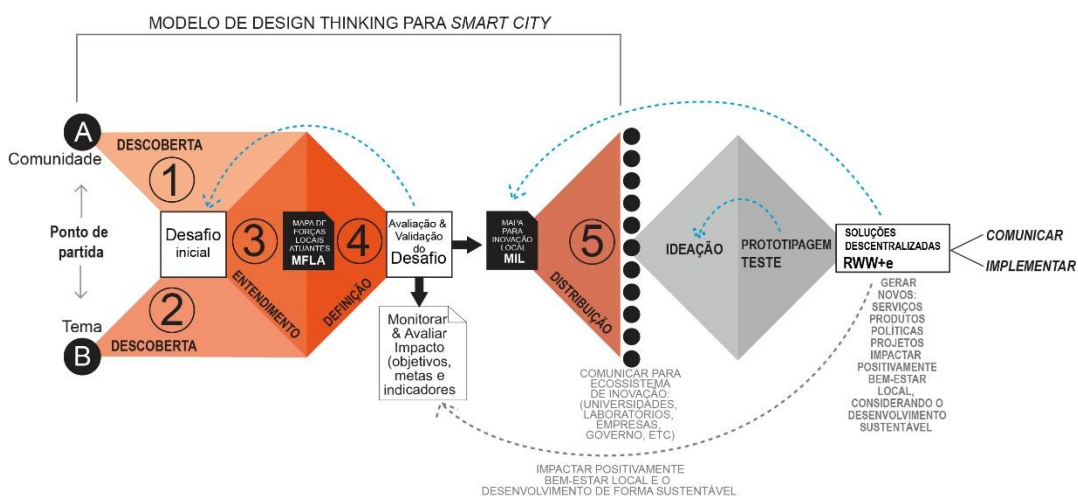 MODELO DE DESIGN THINKING PARA SMART CITY
A
Comunidade
DESCOBERTA
1
Ponto de
partida
Desafio
inicial
Tema
B
2
DESCOBERTA
3
ENTENDIMENTO
MAPA DE
FORÇAS
LOCAIS
ATUANTES
MFLA
4
DEFINIÇÃO
Avaliação &
Validação
do
Desafio
Monitorar
& Avaliar
Impacto
(objetivos,
metas e
indicadores
MAPA
PARA
INOVAÇÃO
LOCAL
MIL
5
DISTRIBUIÇÃO
COMUNICAR PARA
ECOSSISTEMA
DE INOVAÇÃO:
(UNIVERSIDADES,
LABORATÓRIOS,
EMPRESAS,
GOVERNO, ETC)
IDEAÇÃO
PROTOTIPAGEM
TESTE
SOLUÇÕES
DESCENTRALIZADAS
RWW+e
COMUNICAR
IMPLEMENTAR
GERAR
NOVOS:
SERVIÇOS
PRODUTOS
POLÍTICAS
PROJETOS
IMPACTAR
POSITIVAMENTE
BEM-ESTAR
LOCAL,
CONSIDERANDO O
DESENVOLVIMENTO
SUSTENTÁVEL
IMPACTAR POSITIVAMENTE
BEM-ESTAR LOCAL E O
DESENVOLVIMENTO DE FORMA SUSTENTÁVEL